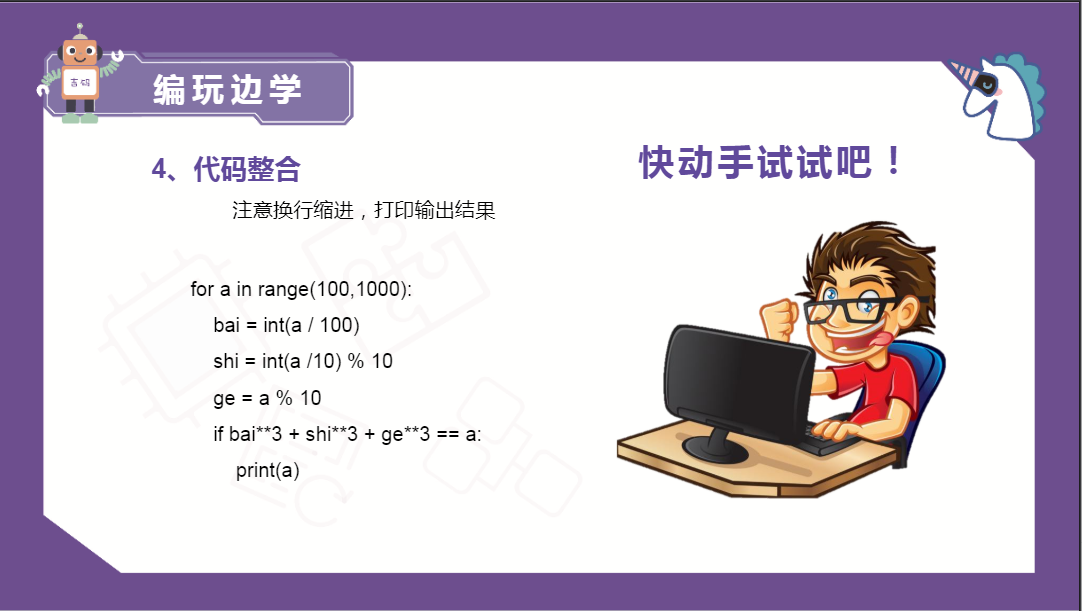 编玩边学
4、代码整合
注意换行缩进，打印输出结果
for a in range(100,1000):
bai = int(a / 100)
shi = int(a /10) % 10
ge = a % 10
if bai**3 + shi**3 + ge**3 == a:
print(a)
快动手试试吧！